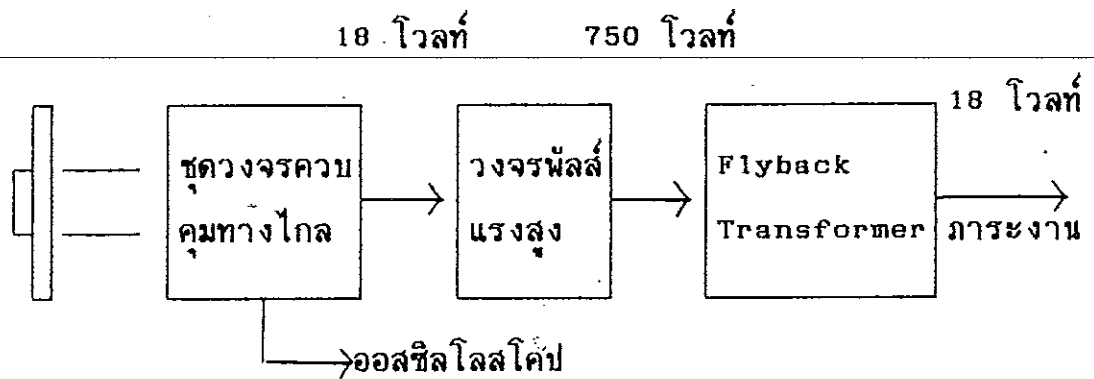 18 โวลท์ 750 โวลท์
18 โวลท์
ชุดวงจรควบ
คุมทางไกล
วงจรพัลส์
แรงสูง
Flyback
Transformer
ภาระงาน
ออสซิลโลสโคป